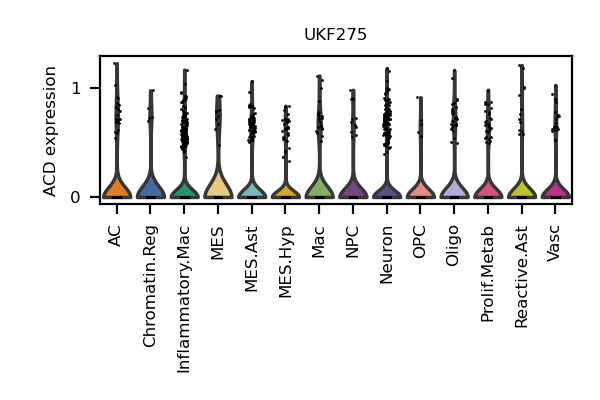 UKF275
ACD expression
1
0
AC
Chromatin.Reg
Inflammatory.Mac
MES
MES.Ast
MES.Hyp
Mac
NPC
Neuron
OPC
Oligo
Prolif.Metab
Reactive.Ast
Vasc